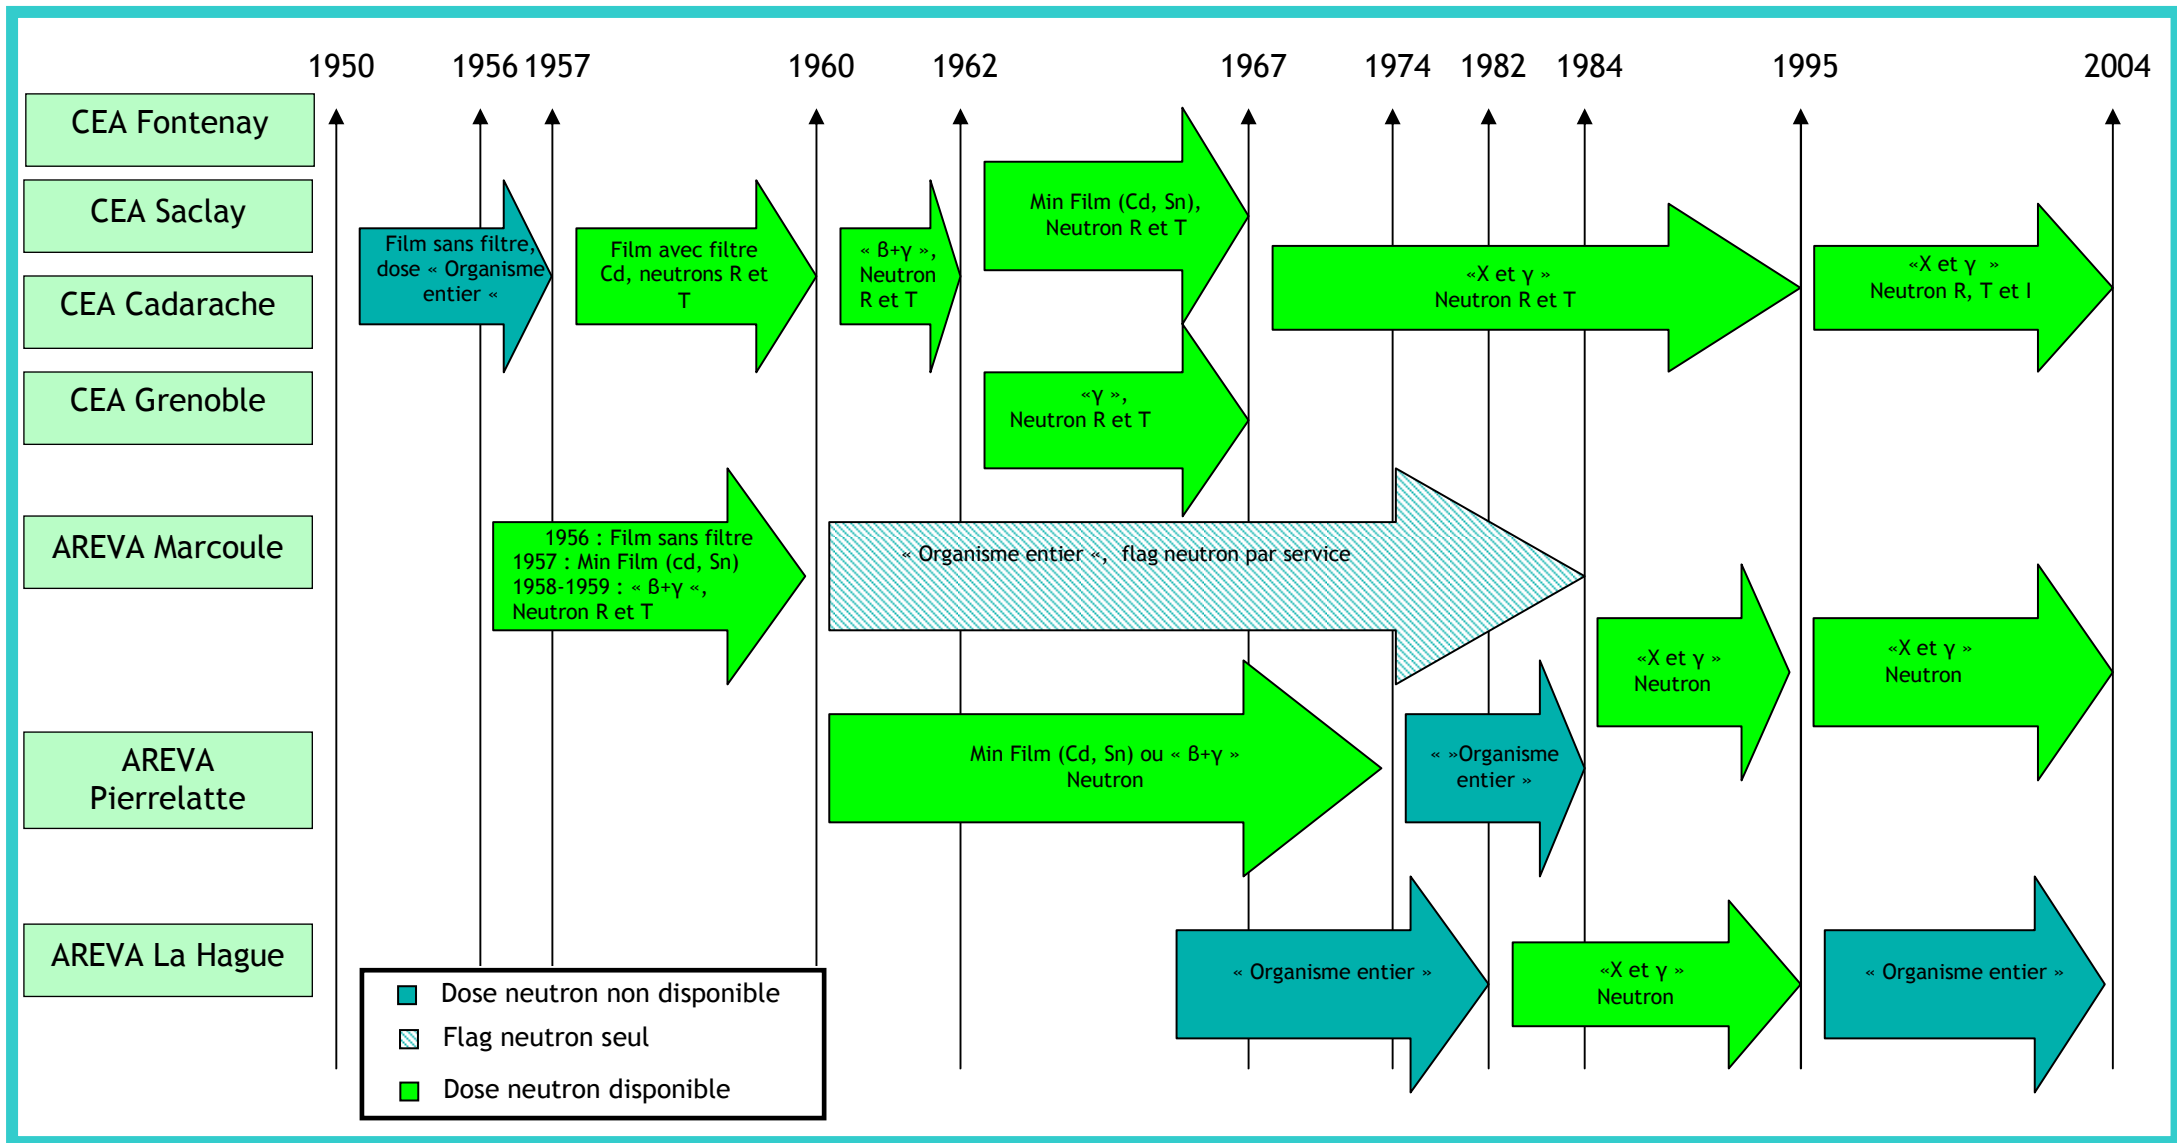 1950 1956 1957 1960 1962 1967 1974 1982 1984 1995 2004
CEA Fontenay
CEA Saclay
CEA Cadarache
CEA Grenoble
AREVA Marcoule
AREVA
Pierrelatte
AREVA La Hague
Film sans filtre,
dose « Organisme
entier «
Film avec filtre
Cd, neutrons R et
T
« β+γ »,
Neutron
R et T
Min Film (Cd, Sn),
Neutron R et T
«γ »,
Neutron R et T
«X et γ »
Neutron R et T
«X et γ »
Neutron R, T et I
1956 : Film sans filtre
1957 : Min Film (cd, Sn)
1958-1959 : « β+γ «,
Neutron R et T
« Organisme entier «, flag neutron par service
«X et γ »
Neutron
«X et γ »
Neutron
Min Film (Cd, Sn) ou « β+γ »
Neutron
« »Organisme
entier »
« Organisme entier »
«X et γ »
Neutron
« Organisme entier »
Dose neutron non disponible
Flag neutron seul
Dose neutron disponible